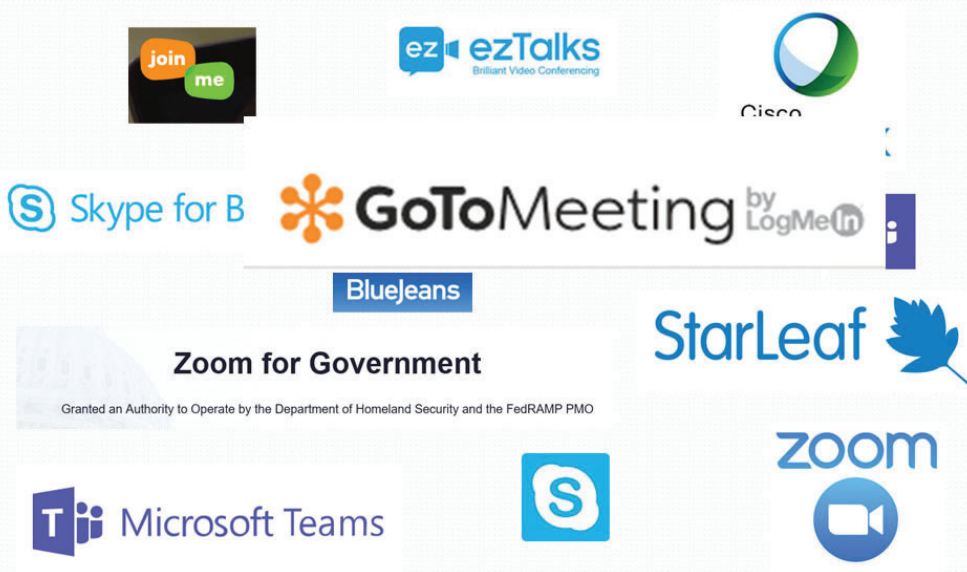 join
me
ez ezTalks
Brilliant Video Conferencing
Cisco
S Skype for B
GoToMeeting by
LogMeIn
BlueJeans
StarLeaf
Zoom for Government
Granted an Authority to Operate by the Department of Homeland Security and the FedRAMP PMO
zoom
S
T Microsoft Teams